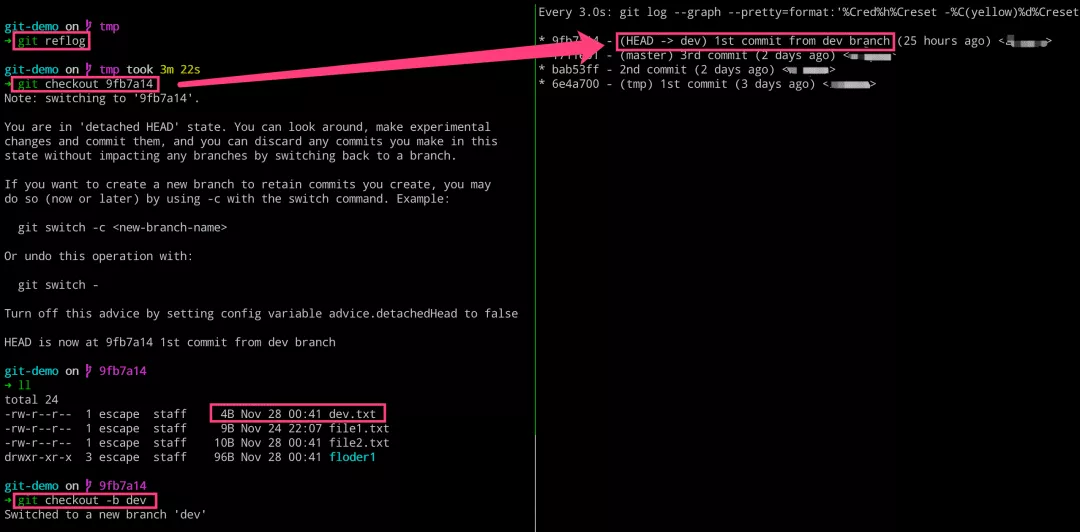 git-demo on tmp
→ git reflog
git-demo on tmp took 3m 22s
→ git checkout 9fb7a14
Note: switching to '9fb7a14'.
You are in 'detached HEAD' state. You can look around, make experimental
changes and commit them, and you can discard any commits you make in this
state without impacting any branches by switching back to a branch.
If you want to create a new branch to retain commits you create, you may
do so (now or later) by using -c with the switch command. Example:
git switch -c <new-branch-name>
Or undo this operation with:
git switch -
Turn off this advice by setting config variable advice.detachedHead to false
HEAD is now at 9fb7a14 1st commit from dev branch
git-demo on 9fb7a14
→ ll
total 24
-rw-r--r-- 1 escape staff 4B Nov 28 00:41 dev.txt
-rw-r--r-- 1 escape staff 9B Nov 24 22:07 file1.txt
-rw-r--r-- 1 escape staff 10B Nov 28 00:41 file2.txt
drwxr-xr-x 3 escape staff 96B Nov 28 00:41 floder1
git-demo on 9fb7a14
→ git checkout -b dev
Switched to a new branch 'dev'
Every 3.0s: git log --graph --pretty=format:'%Cred%h%Creset -%C(yellow)%d%Creset
* - (HEAD -> dev) 1st commit from dev branch (25 hours ago) < >
* - (master) 3rd commit (2 days ago) < >
* bab53ff - 2nd commit (2 days ago) < >
* 6e4a700 - (tmp) 1st commit (3 days ago) < >